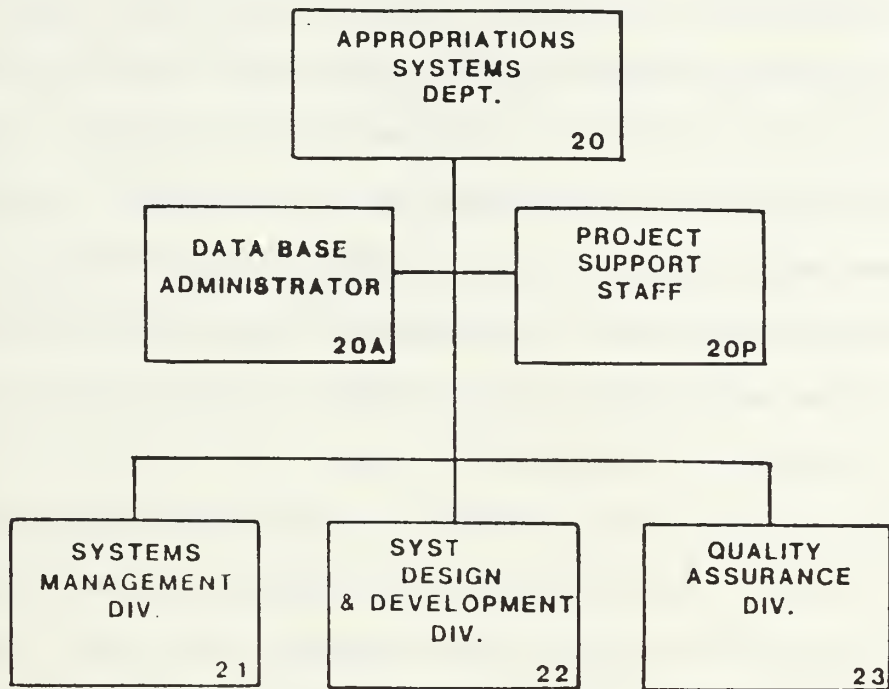 APPROPRIATIONS
SYSTEMS
DEPT.
20
DATA BASE
ADMINISTRATOR
20A
PROJECT
SUPPORT
STAFF
20P
SYSTEMS
MANAGEMENT
DIV.
21
SYST
DESIGN
& DEVELOPMENT
DIV.
22
QUALITY
ASSURANCE
DIV.
23